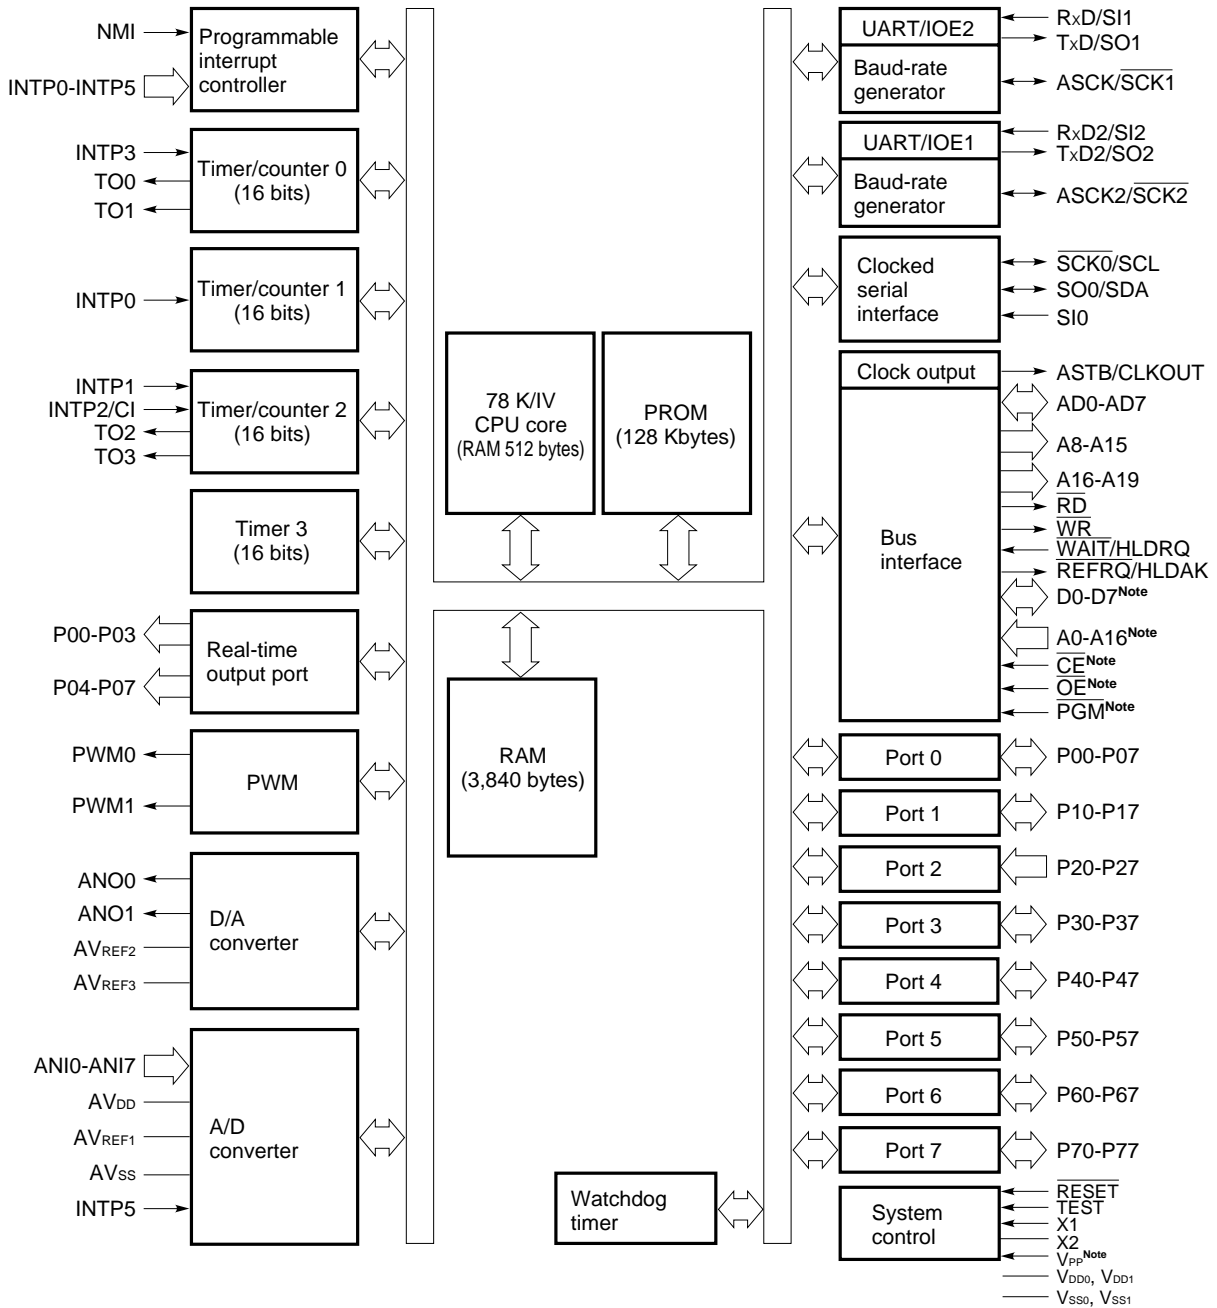 NMI
INTP0-INTP5
Programmable
interrupt
controller
INTP3
TO0
TO1
Timer/counter 0
(16 bits)
INTP0
Timer/counter 1
(16 bits)
INTP1
INTP2/CI
TO2
TO3
Timer/counter 2
(16 bits)
Timer 3
(16 bits)
P00-P03
P04-P07
Real-time
output port
PWM0
PWM1
PWM
ANO0
ANO1
AVREF2
AVREF3
D/A
converter
ANI0-ANI7
AVDD
AVREF1
AVSS
INTP5
A/D
converter
78 K/IV
CPU core
(RAM 512 bytes)
PROM
(128 Kbytes)
RAM
(3,840 bytes)
Watchdog
timer
UART/IOE2
Baud-rate
generator
RxD/SI1
TxD/SO1
ASCK/SCK1
UART/IOE1
Baud-rate
generator
RxD2/SI2
TxD2/SO2
ASCK2/SCK2
Clocked
serial
interface
SCK0/SCL
SO0/SDA
SI0
Clock output
Bus
interface
ASTB/CLKOUT
AD0-AD7
A8-A15
A16-A19
RD
WR
WAIT/HLDRQ
REFRQ/HLDAK
D0-D7Note
A0-A16Note
CENote
OENote
PGMNote
Port 0
P00-P07
Port 1
P10-P17
Port 2
P20-P27
Port 3
P30-P37
Port 4
P40-P47
Port 5
P50-P57
Port 6
P60-P67
Port 7
P70-P77
System
control
RESET
TEST
X1
X2
VPPNote
VDD0, VDD1
VSS0, VSS1